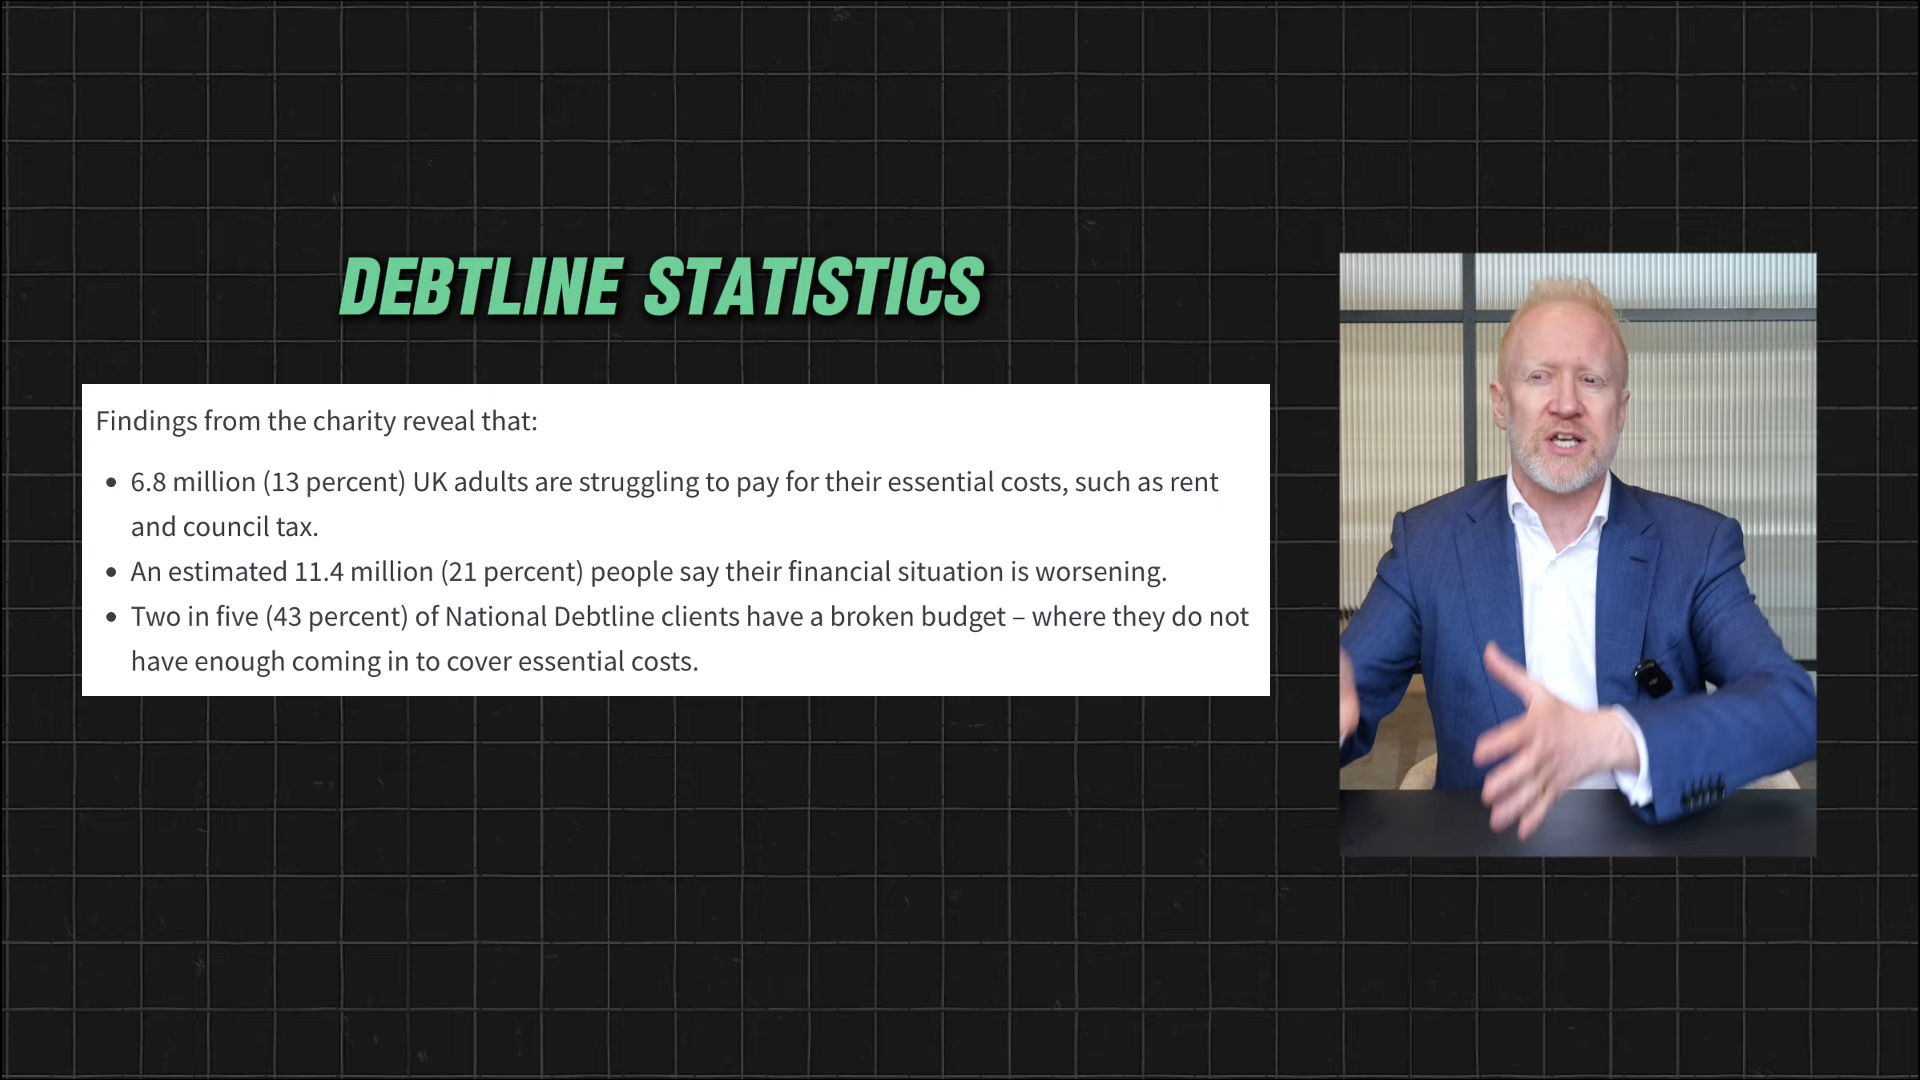 DEBTLINE STATISTICS
Findings from the charity reveal that:
• 6.8 million (13 percent) UK adults are struggling to pay for their essential costs, such as rent
and council tax.
• An estimated 11.4 million (21 percent) people say their financial situation is worsening.
• Two in five (43 percent) of National Debtline clients have a broken budget – where they do not
have enough coming in to cover essential costs.